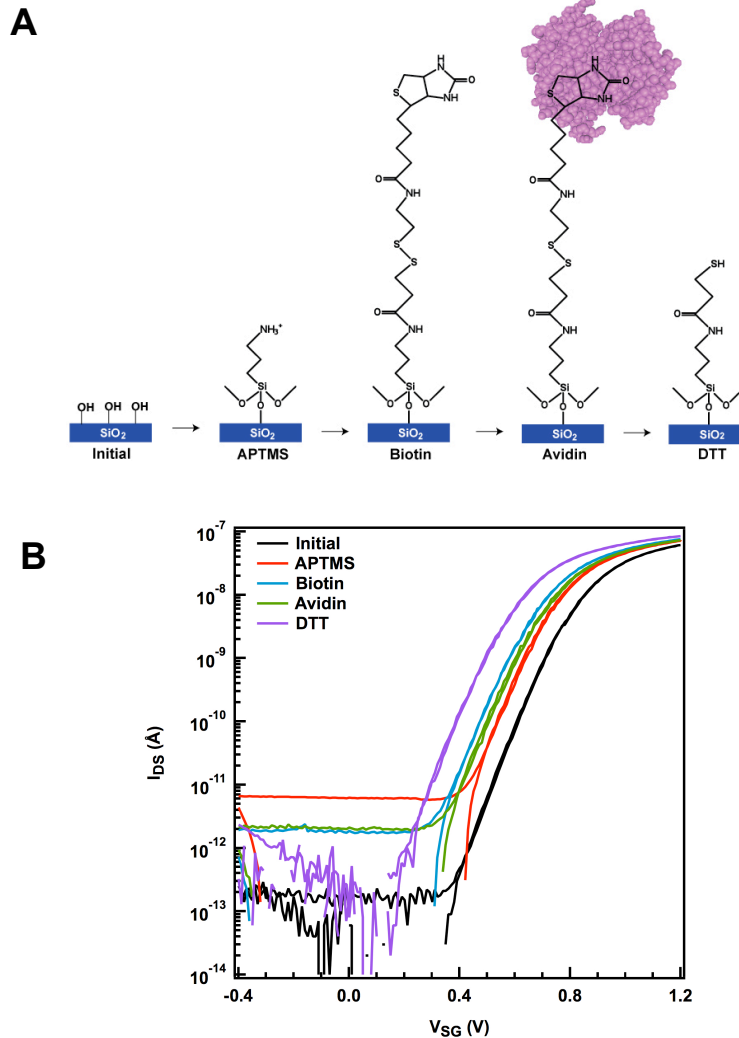 A
H
N
O
S
NH
O
NH
S
S
O
NH
Si
O
O
O
SiO2
Biotin
H
N
O
S
NH
O
NH
S
S
O
NH
Si
O
O
O
SiO2
Avidin
SH
O
NH
Si
O
O
O
SiO2
DTT
NH3+
Si
O
O
O
SiO2
APTMS
OH OH OH
SiO2
Initial
B
Initial
APTMS
Biotin
Avidin
DTT
10-7
10-8
10-9
10-10
10-11
10-12
10-13
10-14
IDS (Å)
-0.4 0.0 0.4 0.8 1.2
VSG (V)